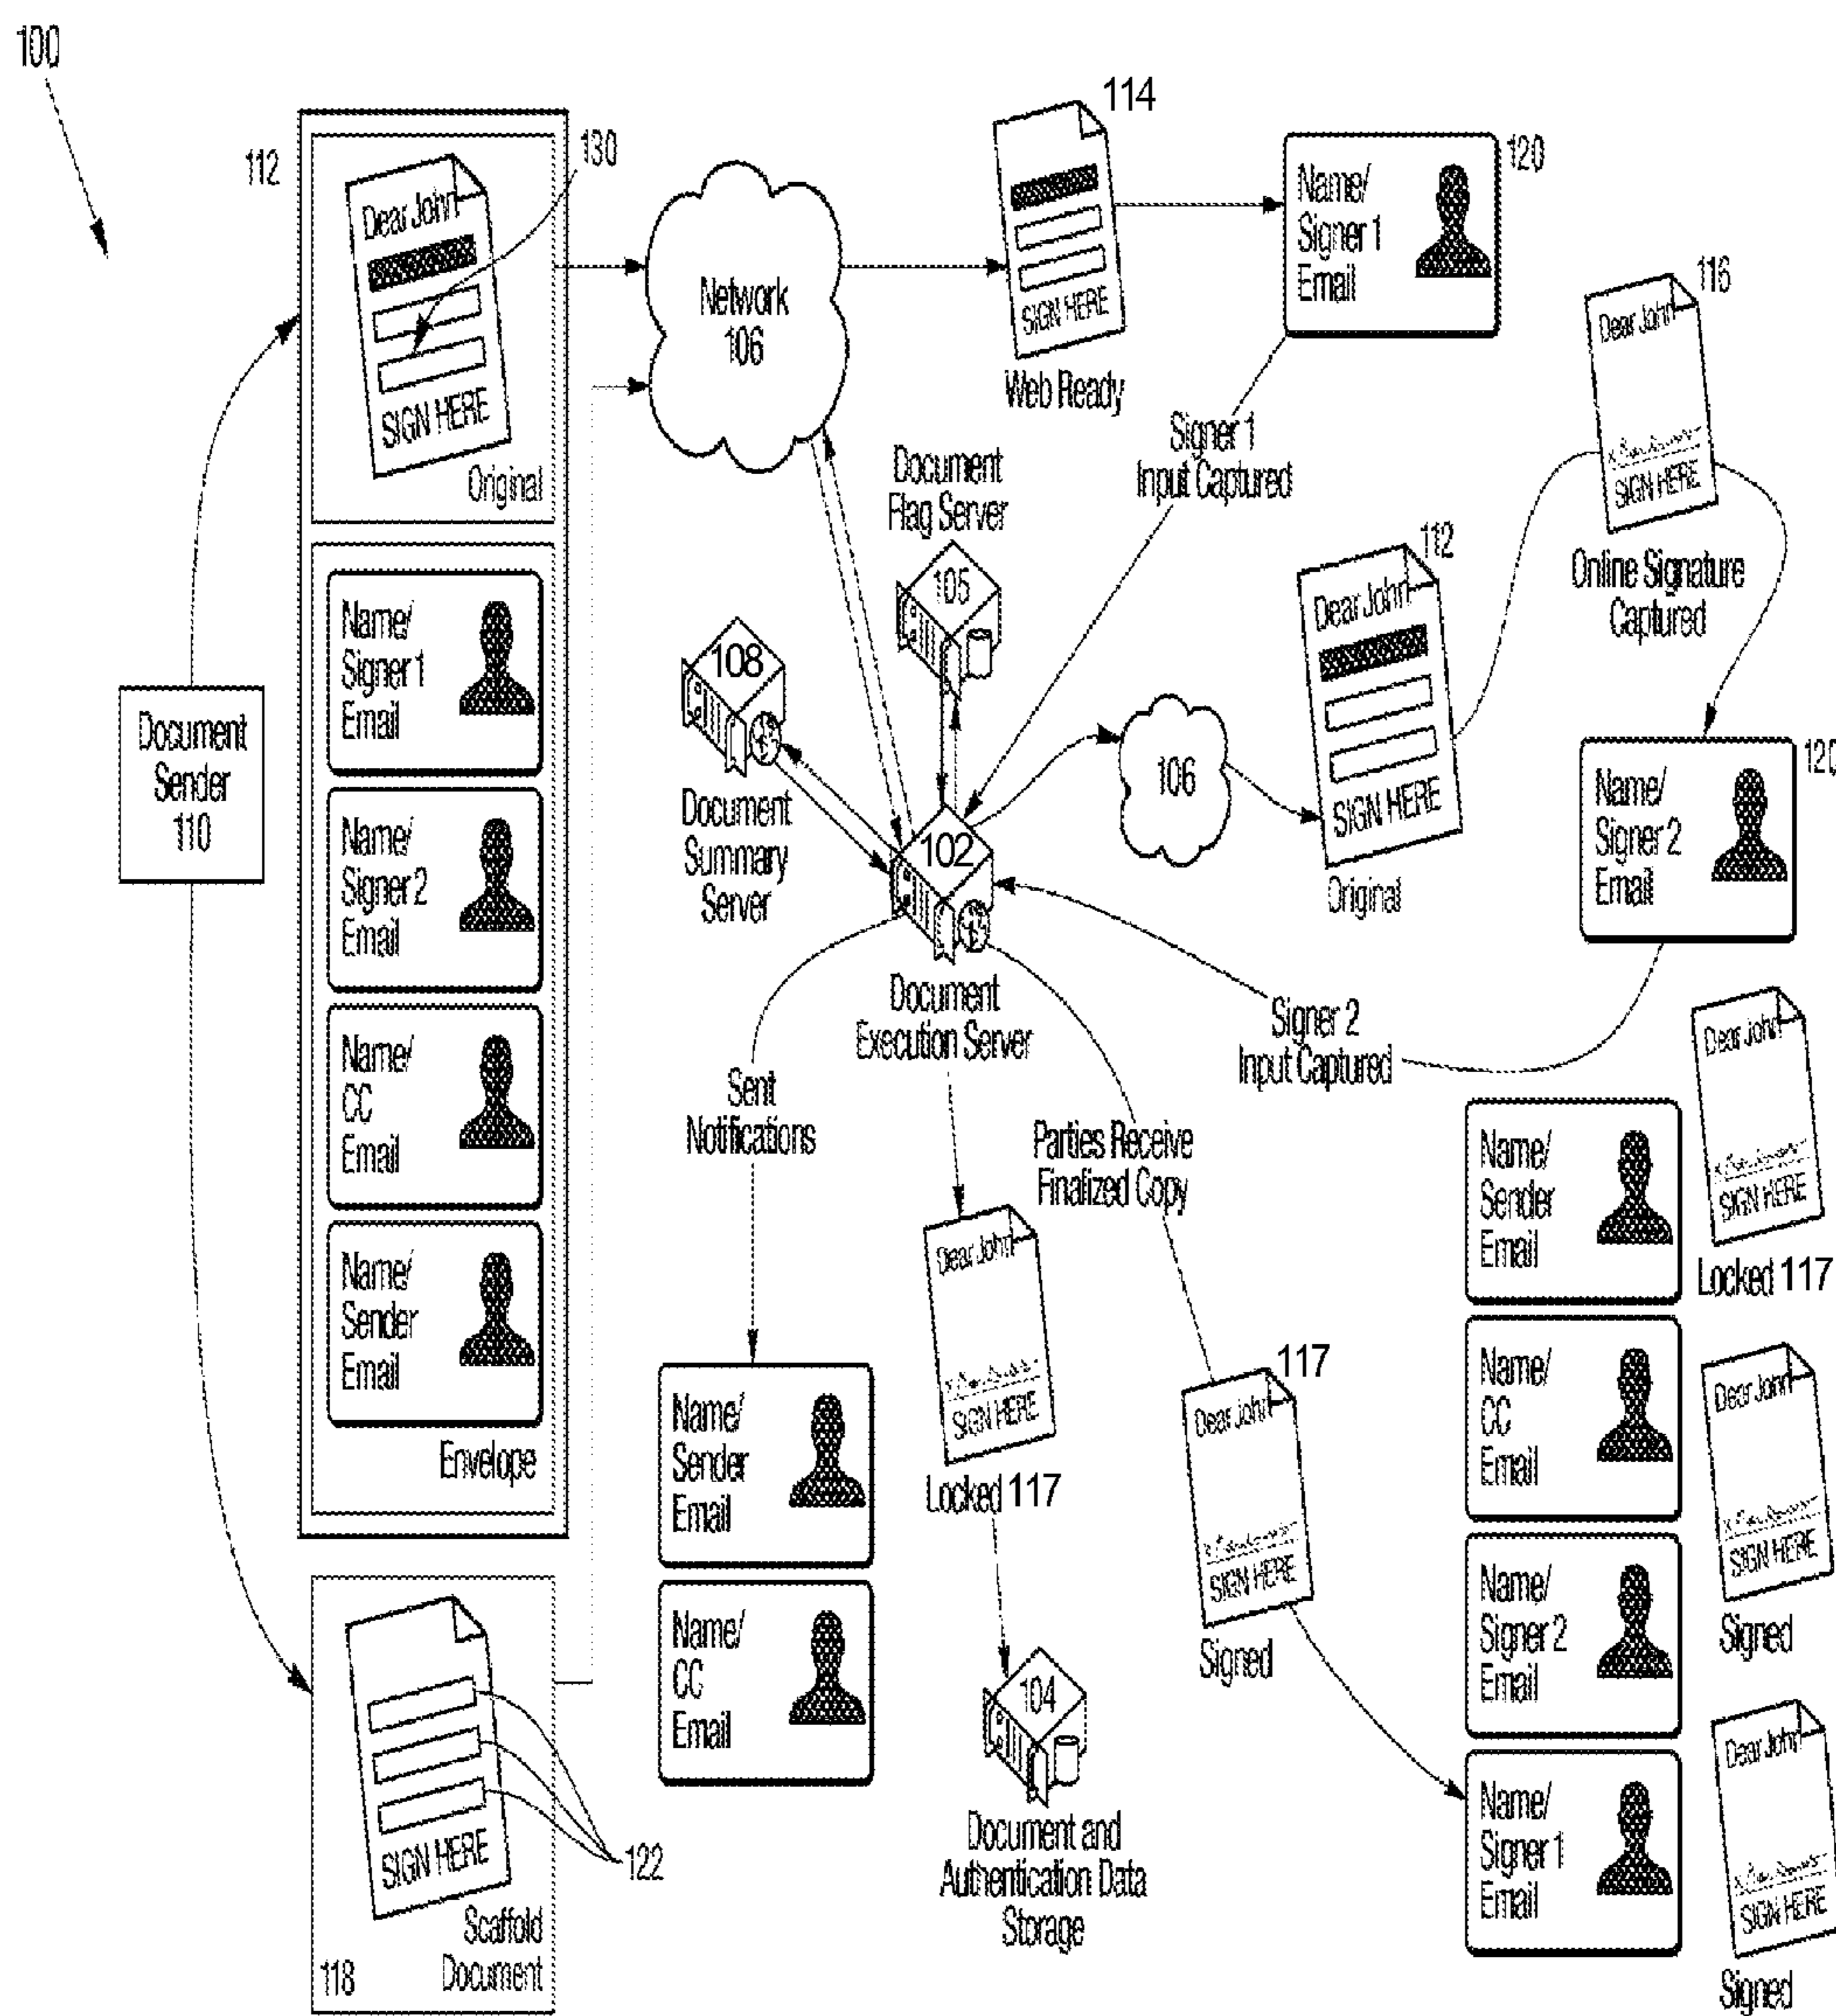 100
112
Dear John
130
SIGN HERE
Original
Name/
Signer 1
Email
Name/
Signer 2
Email
Name/
CC
Email
Name/
Sender
Email
Envelope
Document
Sender
110
SIGN HERE
122
Scaffold
Document
118
Network
106
114
SIGN HERE
Web Ready
120
Name/
Signer 1
Email
Signer 1
Input Captured
Document
Flag Server
105
108
Document
Summary
Server
102
Document
Execution Server
106
112
Dear John
SIGN HERE
Original
116
Dear John
SIGN HERE
Online Signature
Captured
120
Name/
Signer 2
Email
Signer 2
Input Captured
Sent
Notifications
Name/
Sender
Email
Name/
CC
Email
Dear John
SIGN HERE
Locked 117
104
Document and
Authentication Data
Storage
Parties Receive
Finalized Copy
117
Dear John
SIGN HERE
Signed
Name/
Sender
Email
Dear John
SIGN HERE
Locked 117
Name/
CC
Email
Dear John
SIGN HERE
Signed
Name/
Signer 2
Email
Name/
Signer 1
Email
Dear John
SIGN HERE
Signed